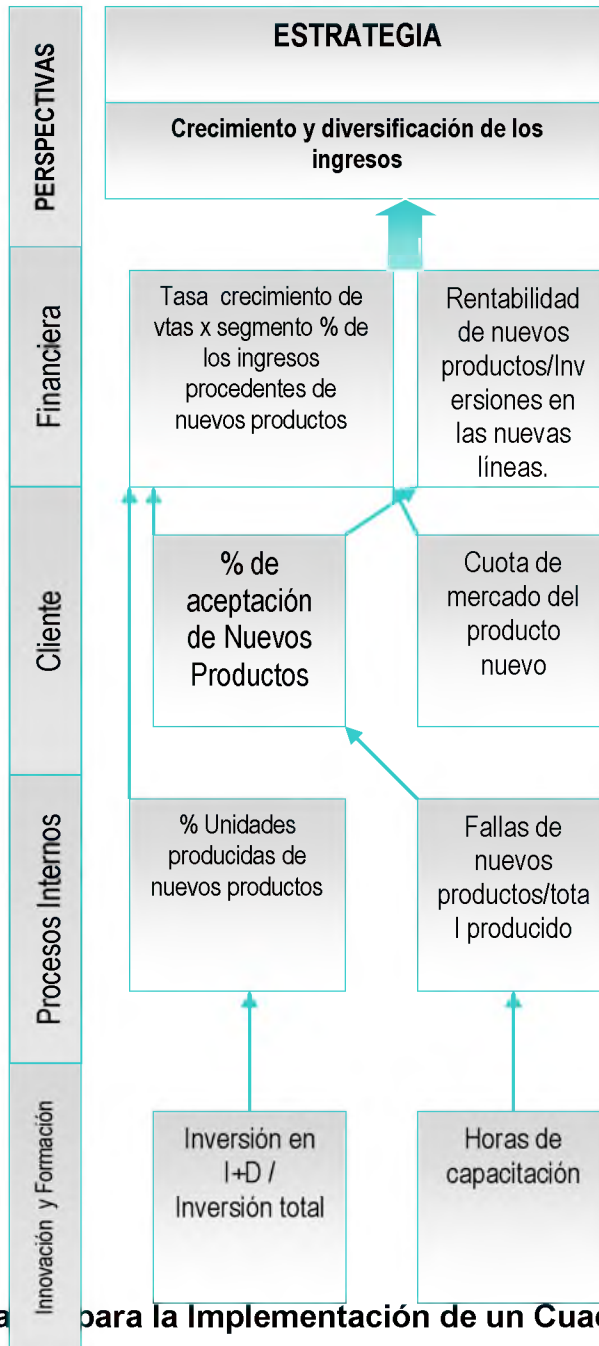 PERSPECTIVAS
ESTRATEGIA
Crecimiento y diversificación de los
ingresos
Financiera
Tasa crecimiento de
vtas x segmento % de
los ingresos
procedentes de
nuevos productos
Rentabilidad
de nuevos
productos/Inv
ersiones en
las nuevas
líneas.
Cliente
% de
aceptación
de Nuevos
Productos
Cuota de
mercado del
producto
nuevo
Procesos Internos
% Unidades
producidas de
nuevos productos
Fallas de
nuevos
productos/tota
l producido
Innovación y Formación
Inversión en
I+D /
Inversión total
Horas de
capacitación
para la Implementación de un